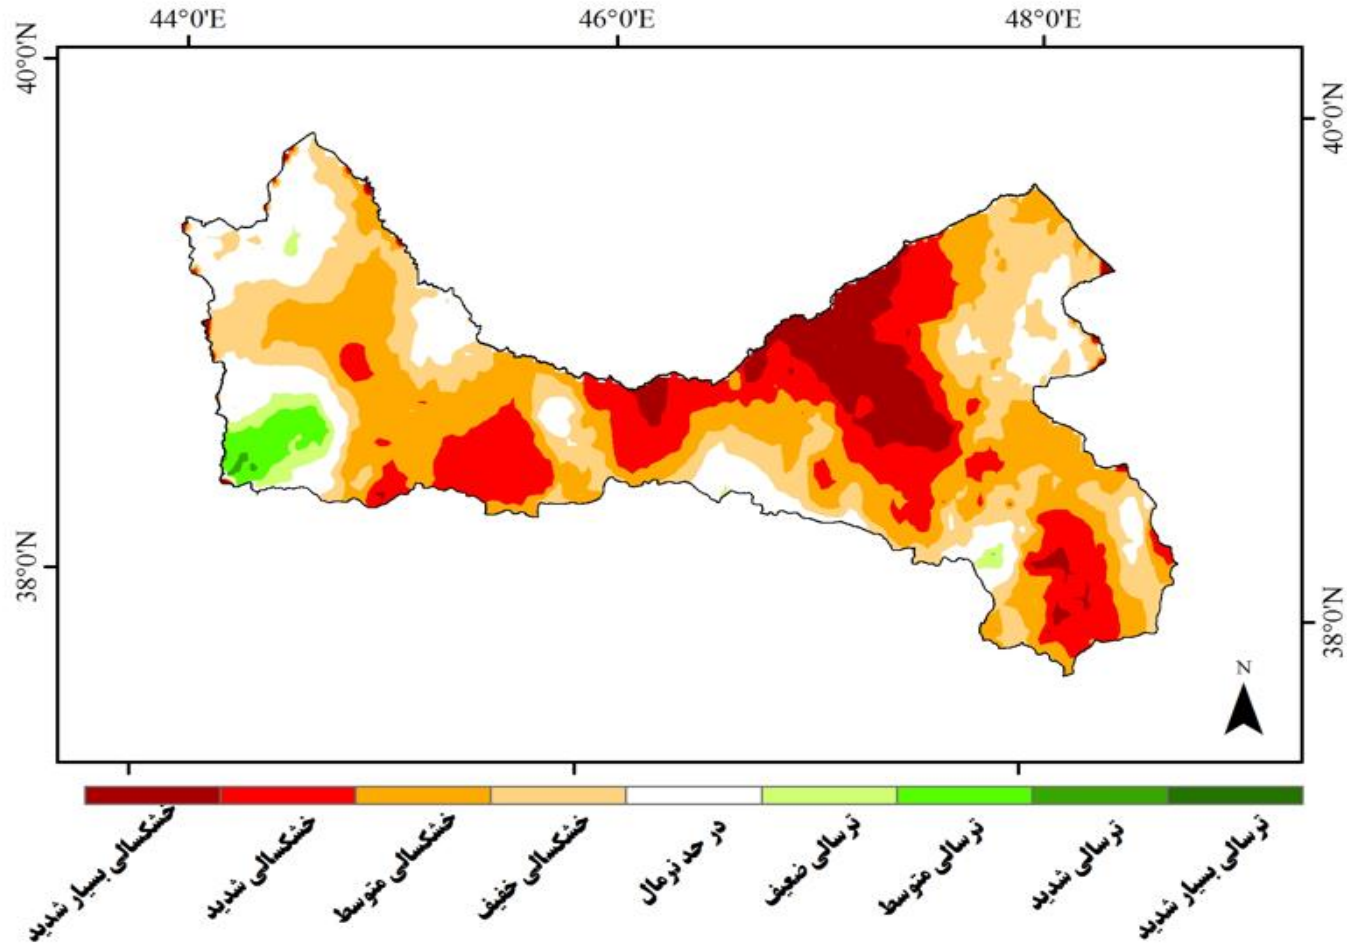 44°0'E
46°0'E
48°0'E
40°0'N
40°0'N
38°0'N
38°0'N
N
خشکسالی بسیار شدید
خشکسالی شدید
خشکسالی متوسط
خشکسالی خفیف
در حد نرمال
ترسالی ضعیف
ترسالی متوسط
ترسالی شدید
ترسالی بسیار شدید